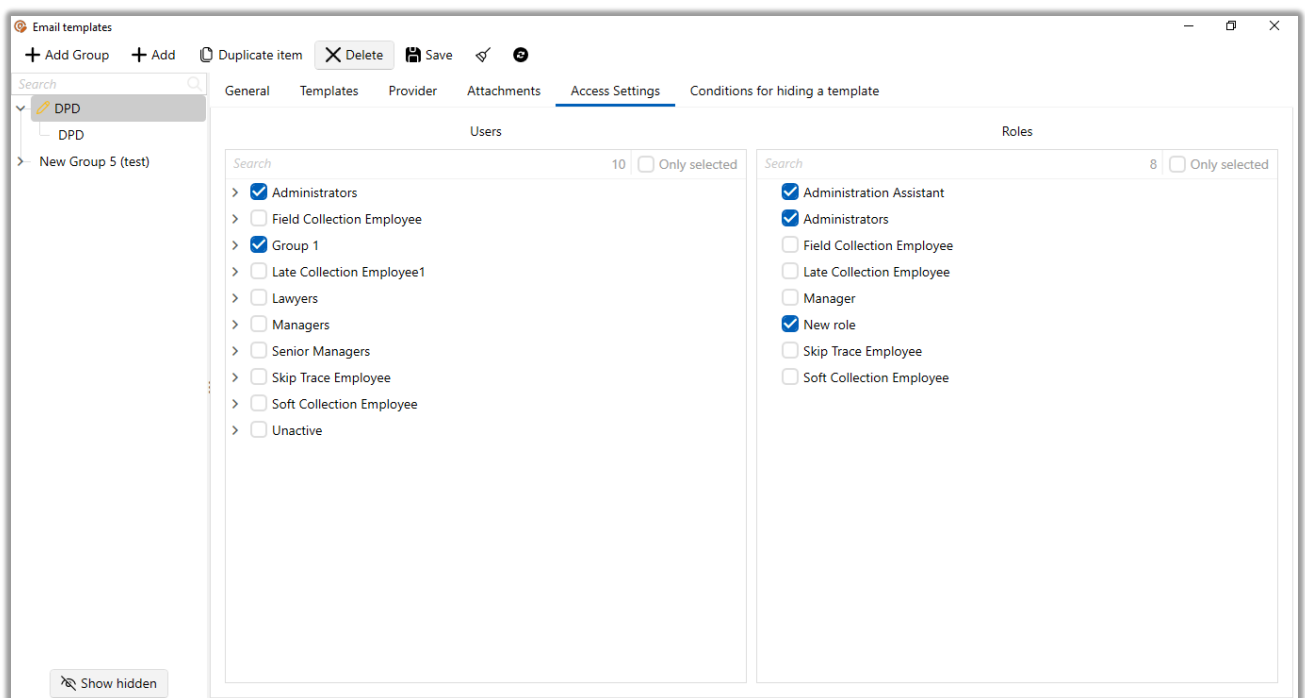 Email templates
Add Group Add Duplicate item Delete Save
Search
DPD
DPD
New Group 5 (test)
Show hidden
General Templates Provider Attachments Access Settings Conditions for hiding a template
Users
Search 10 Only selected
Administrators
Field Collection Employee
Group 1
Late Collection Employee1
Lawyers
Managers
Senior Managers
Skip Trace Employee
Soft Collection Employee
Unactive
Roles
Search 8 Only selected
Administration Assistant
Administrators
Field Collection Employee
Late Collection Employee
Manager
New role
Skip Trace Employee
Soft Collection Employee